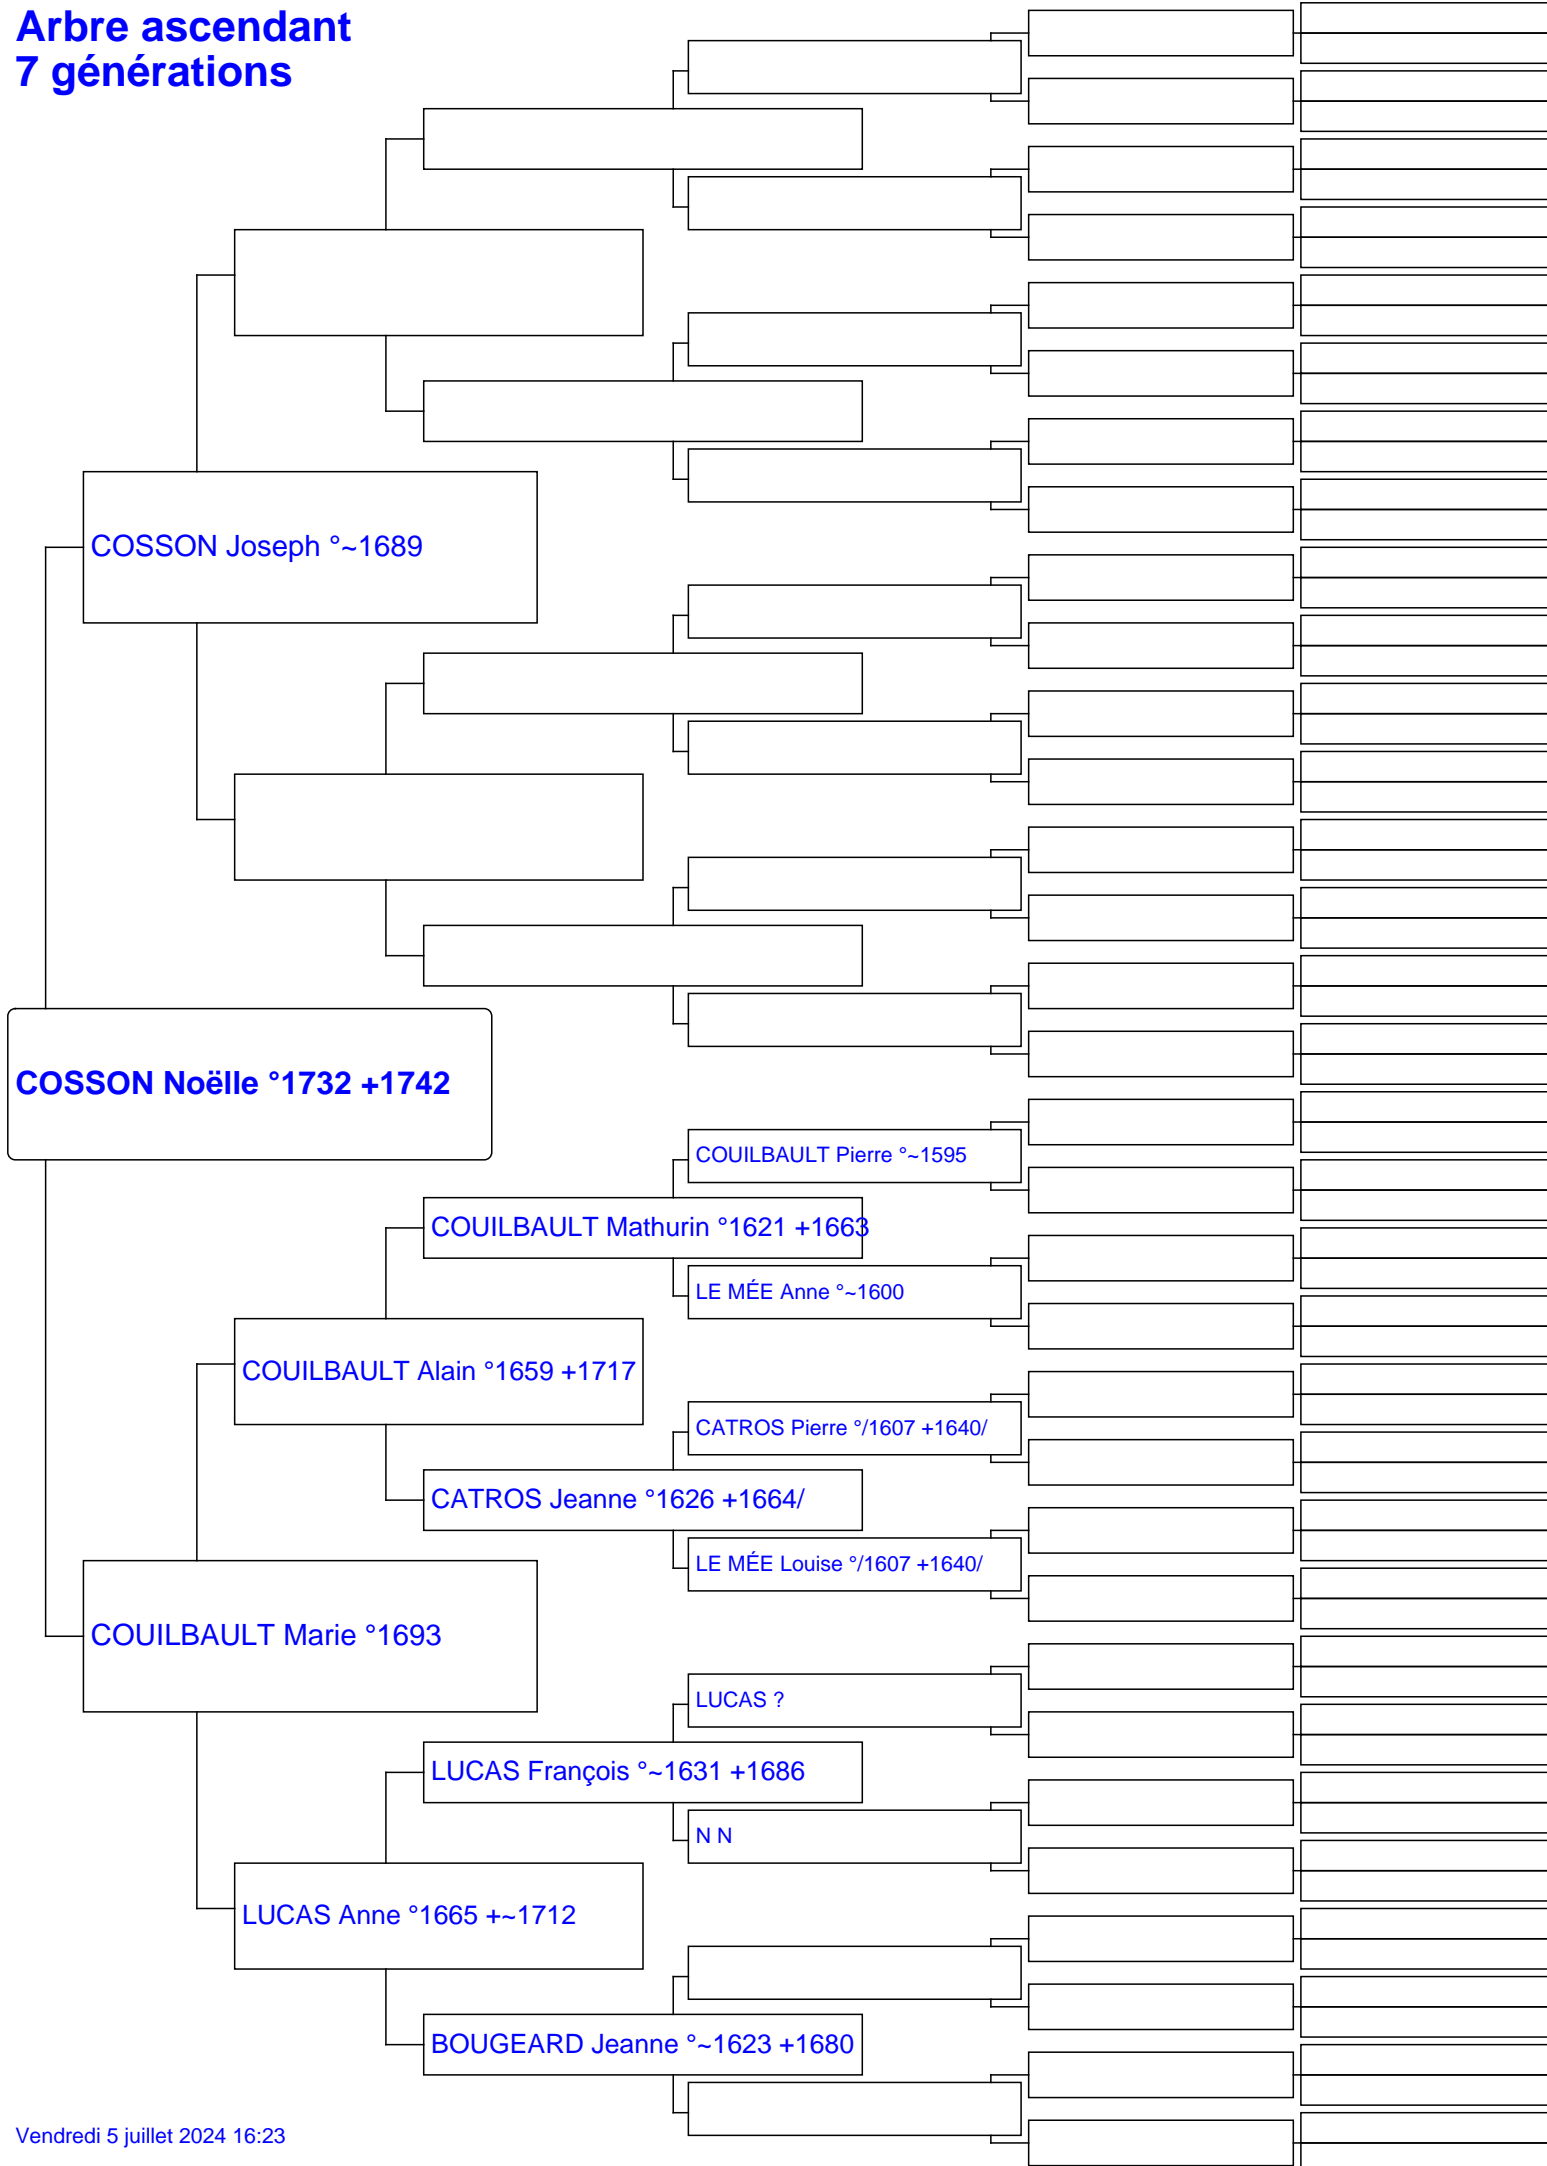 Arbre ascendant
7 générations
COSSON Joseph °~1689
COSSON Noëlle °1732 +1742
COUILBAULT Pierre °~1595
COUILBAULT Mathurin °1621 +1663
LE MÉE Anne °~1600
COUILBAULT Alain °1659 +1717
CATROS Pierre °/1607 +1640/
CATROS Jeanne °1626 +1664/
LE MÉE Louise °/1607 +1640/
COUILBAULT Marie °1693
LUCAS ?
LUCAS François °~1631 +1686
N N
LUCAS Anne °1665 +~1712
BOUGEARD Jeanne °~1623 +1680
Vendredi 5 juillet 2024 16:23